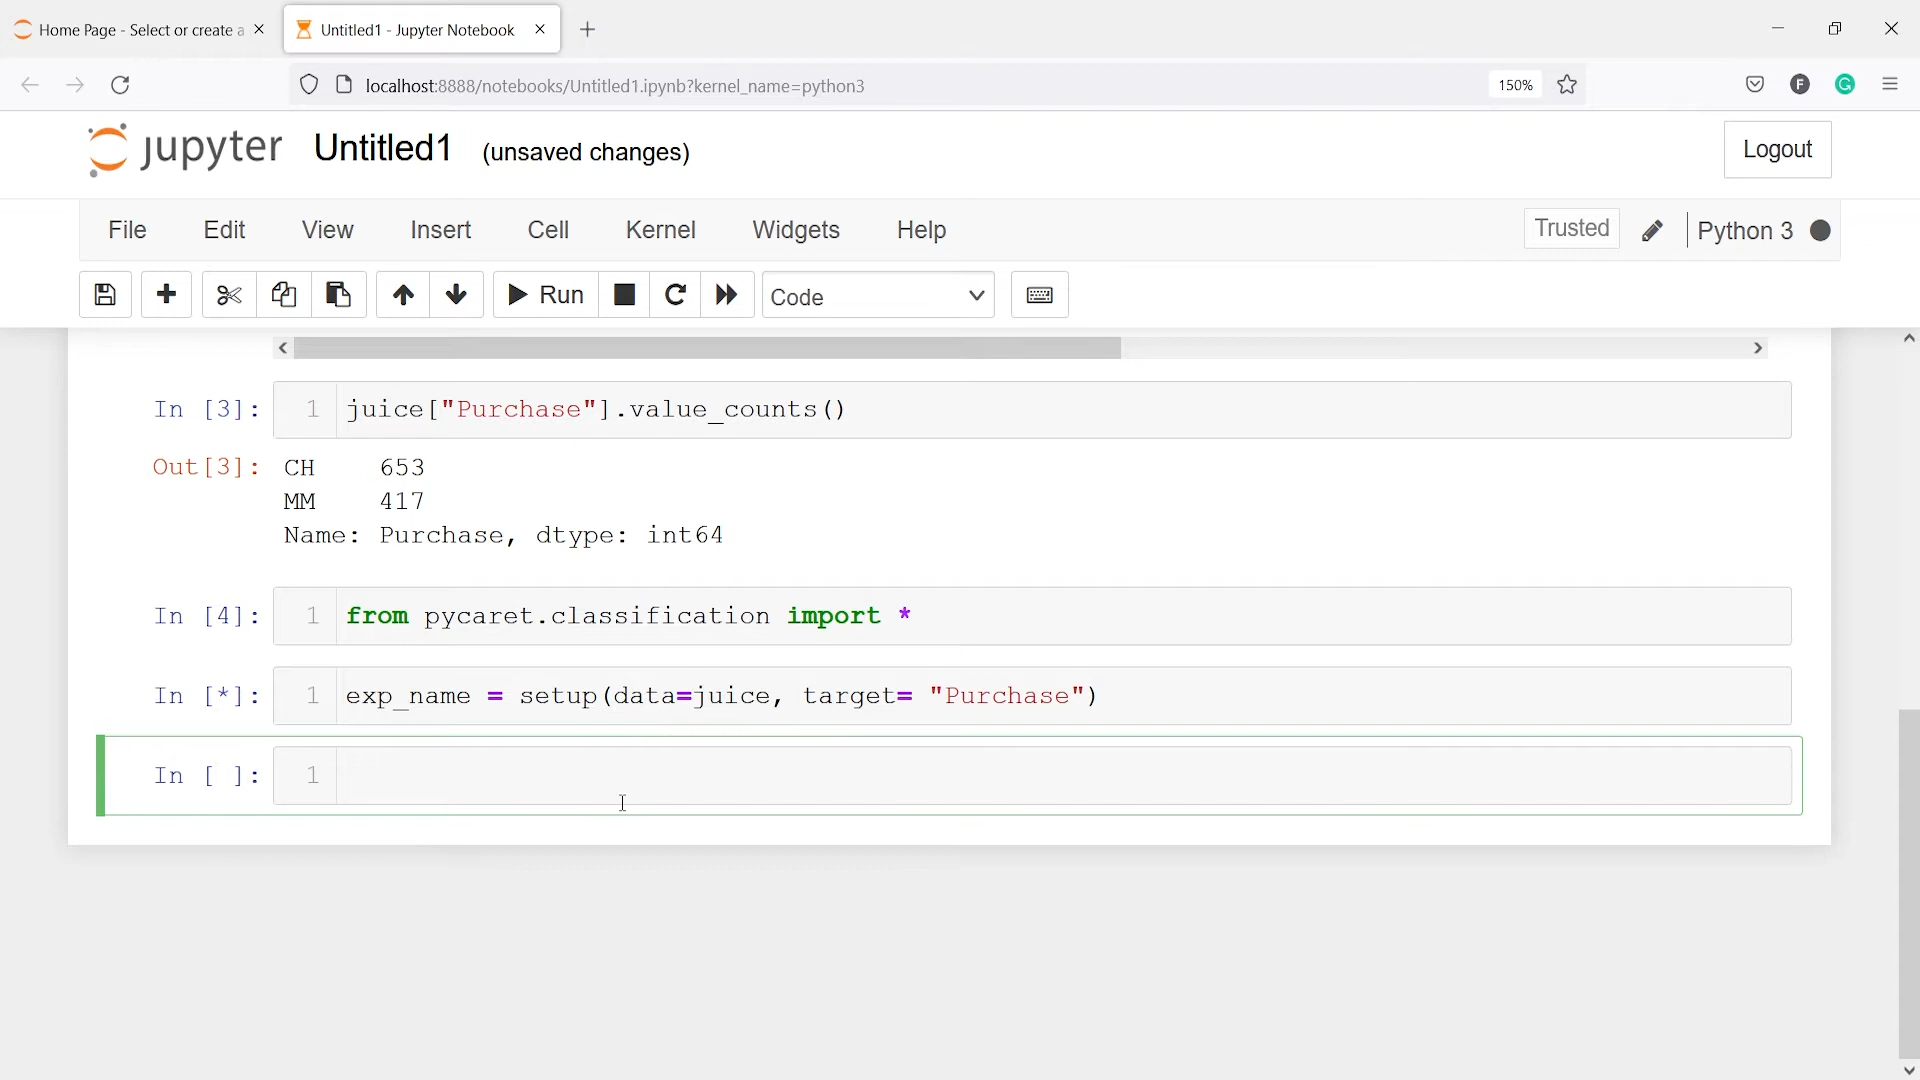 Home Page - Select or create a
Untitled1 - Jupyter Notebook
localhost:8888/notebooks/Untitled1.ipynb?kernel_name=python3
150%
F
G
jupyter Untitled1 (unsaved changes)
Logout
File Edit View Insert Cell Kernel Widgets Help
Trusted
Python 3
Run
Code
In [3]: 1 juice["Purchase"].value_counts()
Out[3]: CH 653
MM 417
Name: Purchase, dtype: int64
In [4]: 1 from pycaret.classification import *
In [*]: 1 exp_name = setup(data=juice, target= "Purchase")
In [ ]: 1